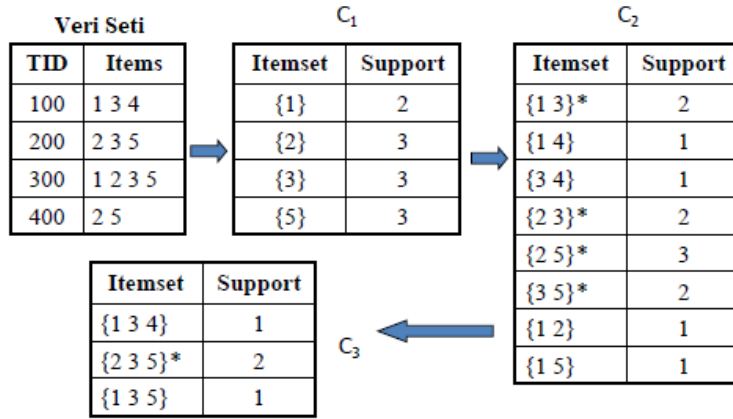 Veri Seti
TID Items
100 1 3 4
200 2 3 5
300 1 2 3 5
400 2 5
C₁
Itemset Support
{1} 2
{2} 3
{3} 3
{5} 3
C₂
Itemset Support
{1 3}* 2
{1 4} 1
{3 4} 1
{2 3}* 2
{2 5}* 3
{3 5}* 2
{1 2} 1
{1 5} 1
C₃
Itemset Support
{1 3 4} 1
{2 3 5}* 2
{1 3 5} 1